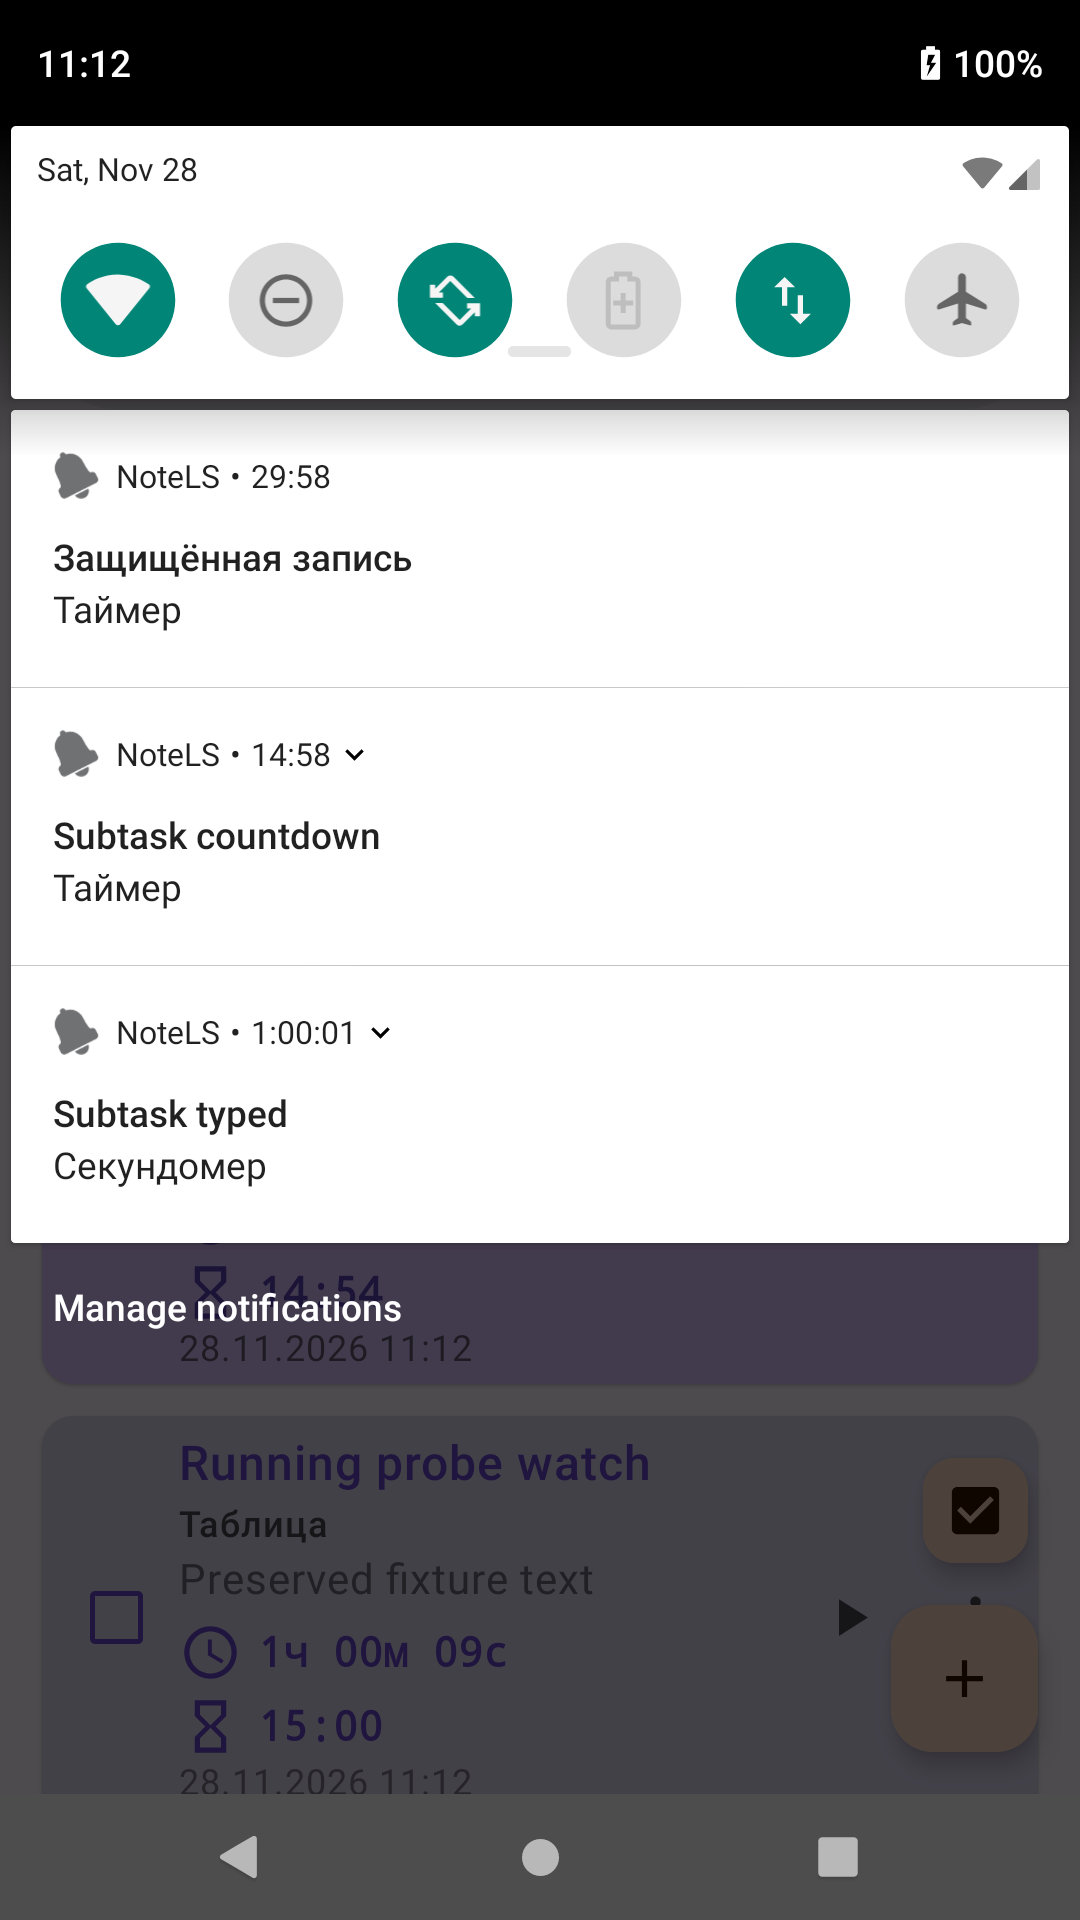 11:12
100%
Sat, Nov 28
NoteLS • 29:58
Защищённая запись
Таймер
NoteLS • 14:58
Subtask countdown
Таймер
NoteLS • 1:00:01
Subtask typed
Секундомер
14:54
Manage notifications
28.11.2026 11:12
Running probe watch
Таблица
Preserved fixture text
1ч 00м 09с
15:00
28.11.2026 11:12